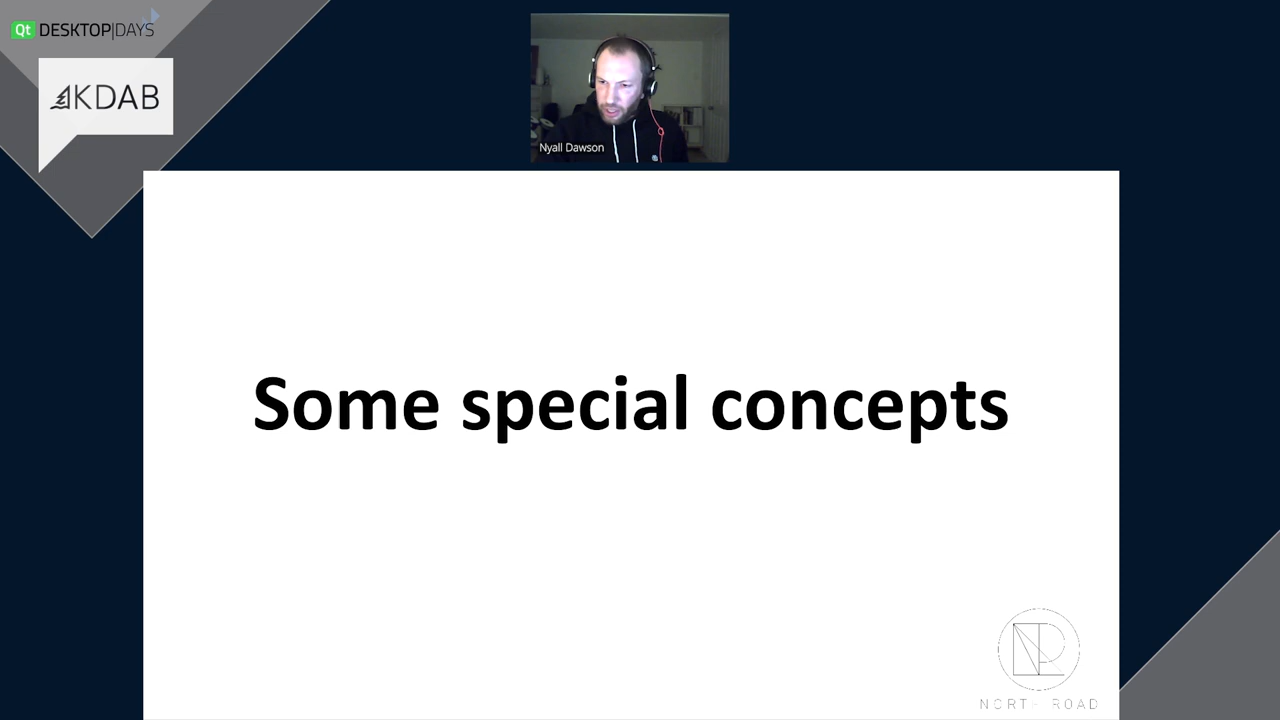 Qt DESKTOP|DAYS
KDAB
Nyall Dawson
Some special concepts
NORTH ROAD